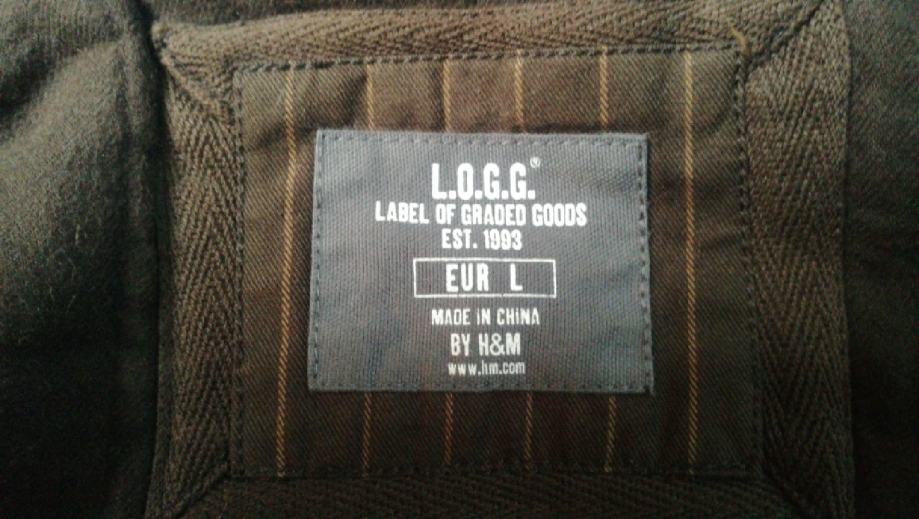 L.O.G.G.®
LABEL OF GRADED GOODS
EST. 1993
EUR L
MADE IN CHINA
BY H&M
www.hm.com